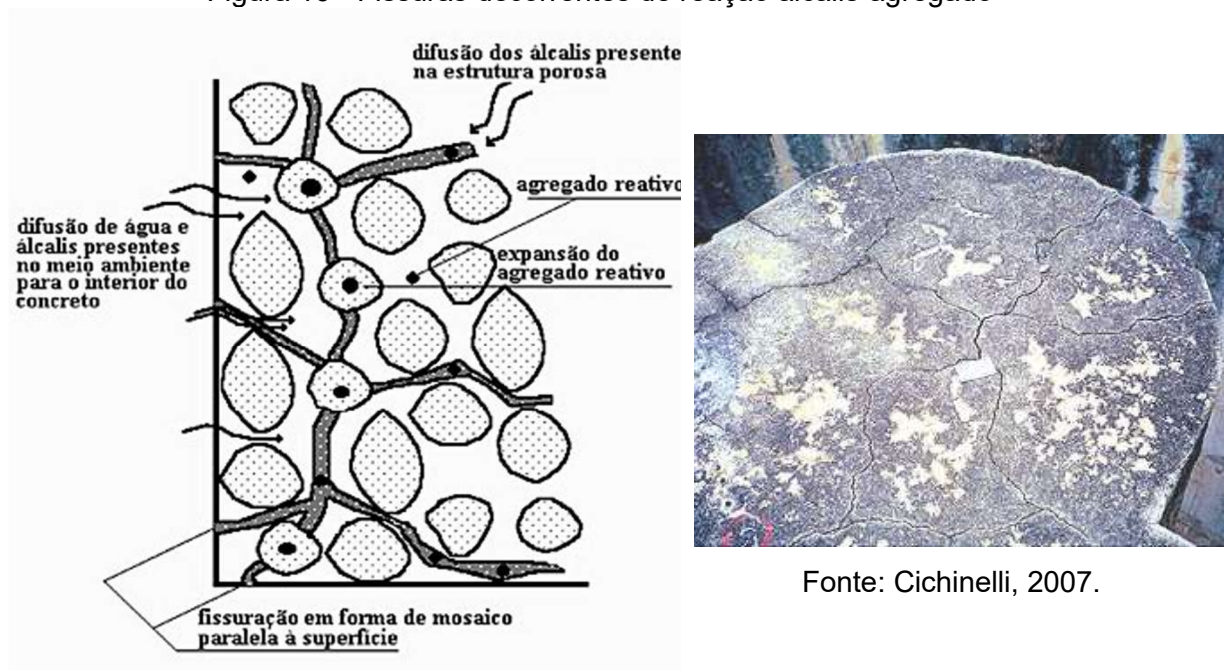 difusão dos álcalis presente
na estrutura porosa
agregado reativo
difusão de água e
álcalis presentes
no meio ambiente
para o interior do
concreto
expansão do
agregado reativo
fissuração em forma de mosaico
paralela à superfície
Fonte: Cichinelli, 2007.